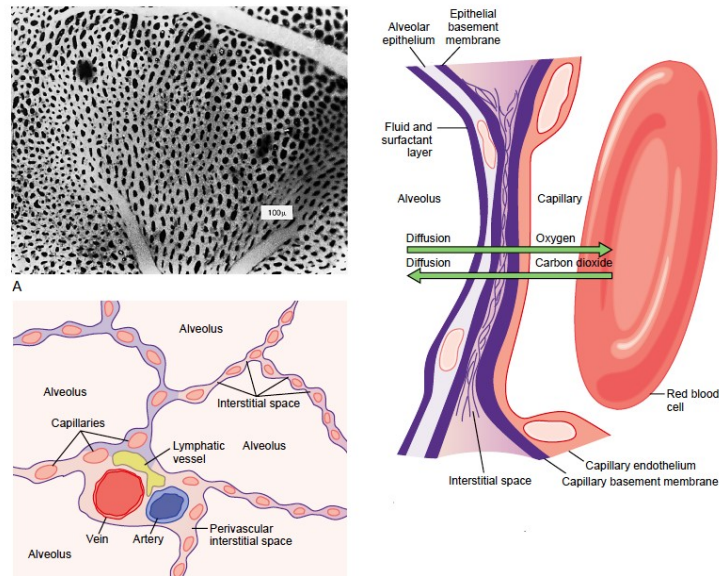 100μ
A
Alveolus
Alveolus
Interstitial space
Capillaries
Lymphatic
vessel
Alveolus
Vein
Artery
Perivascular
interstitial space
Alveolus
Alveolar
epithelium
Epithelial
basement
membrane
Fluid and
surfactant
layer
Alveolus
Capillary
Diffusion
Oxygen
Diffusion
Carbon dioxide
Red blood
cell
Interstitial space
Capillary endothelium
Capillary basement membrane